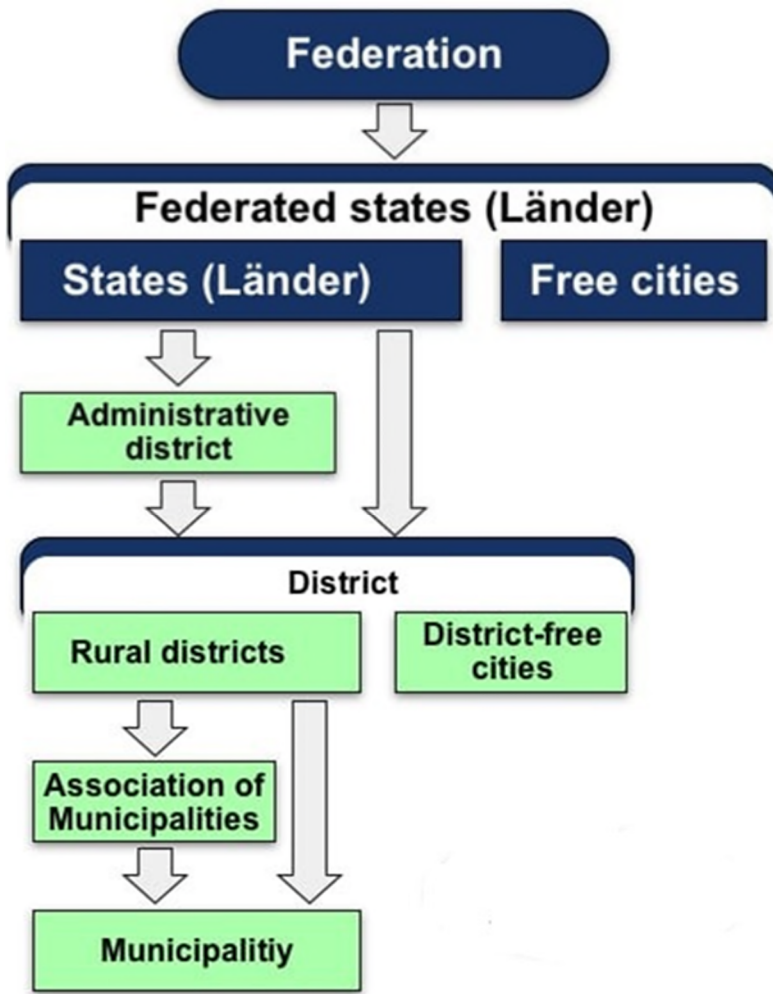 Federation
Federated states (Länder)
States (Länder)
Free cities
Administrative
district
District
Rural districts
District-free
cities
Association of
Municipalities
Municipalitiy